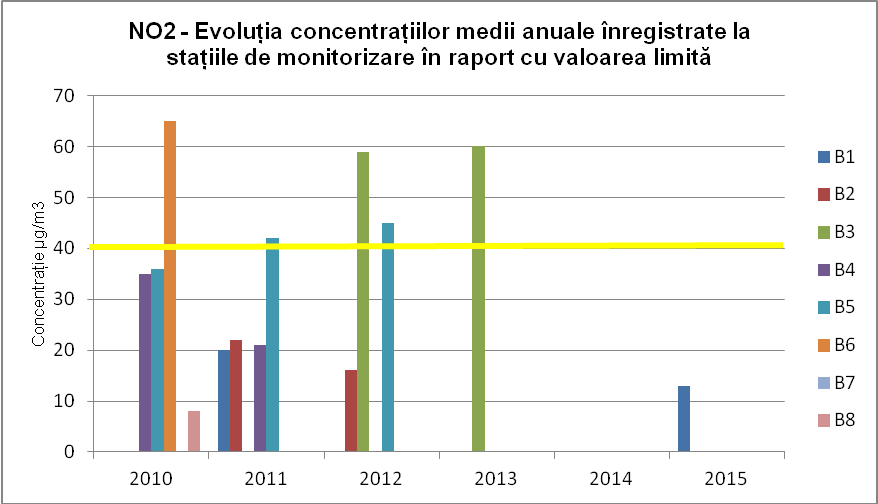 NO2 - Evoluția concentrațiilor medii anuale înregistrate la
stațiile de monitorizare în raport cu valoarea limită
Concentrație µg/m3
70
60
50
40
30
20
10
0
2010 2011 2012 2013 2014 2015
B1
B2
B3
B4
B5
B6
B7
B8